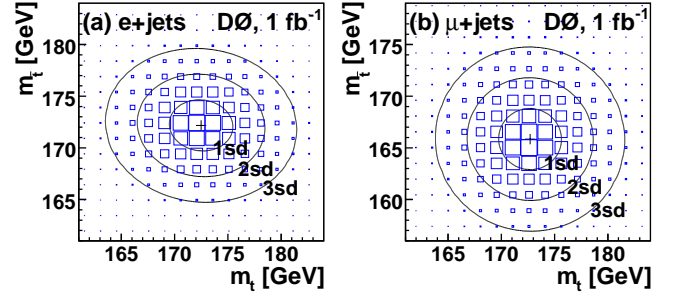 (a) e+jets DØ, 1 fb⁻¹
m_t [GeV]
180
175
170
165
1sd
2sd
3sd
165 170 175 180
m_t [GeV]
(b) μ+jets DØ, 1 fb⁻¹
m_t [GeV]
175
170
165
160
1sd
2sd
3sd
165 170 175 180
m_t [GeV]